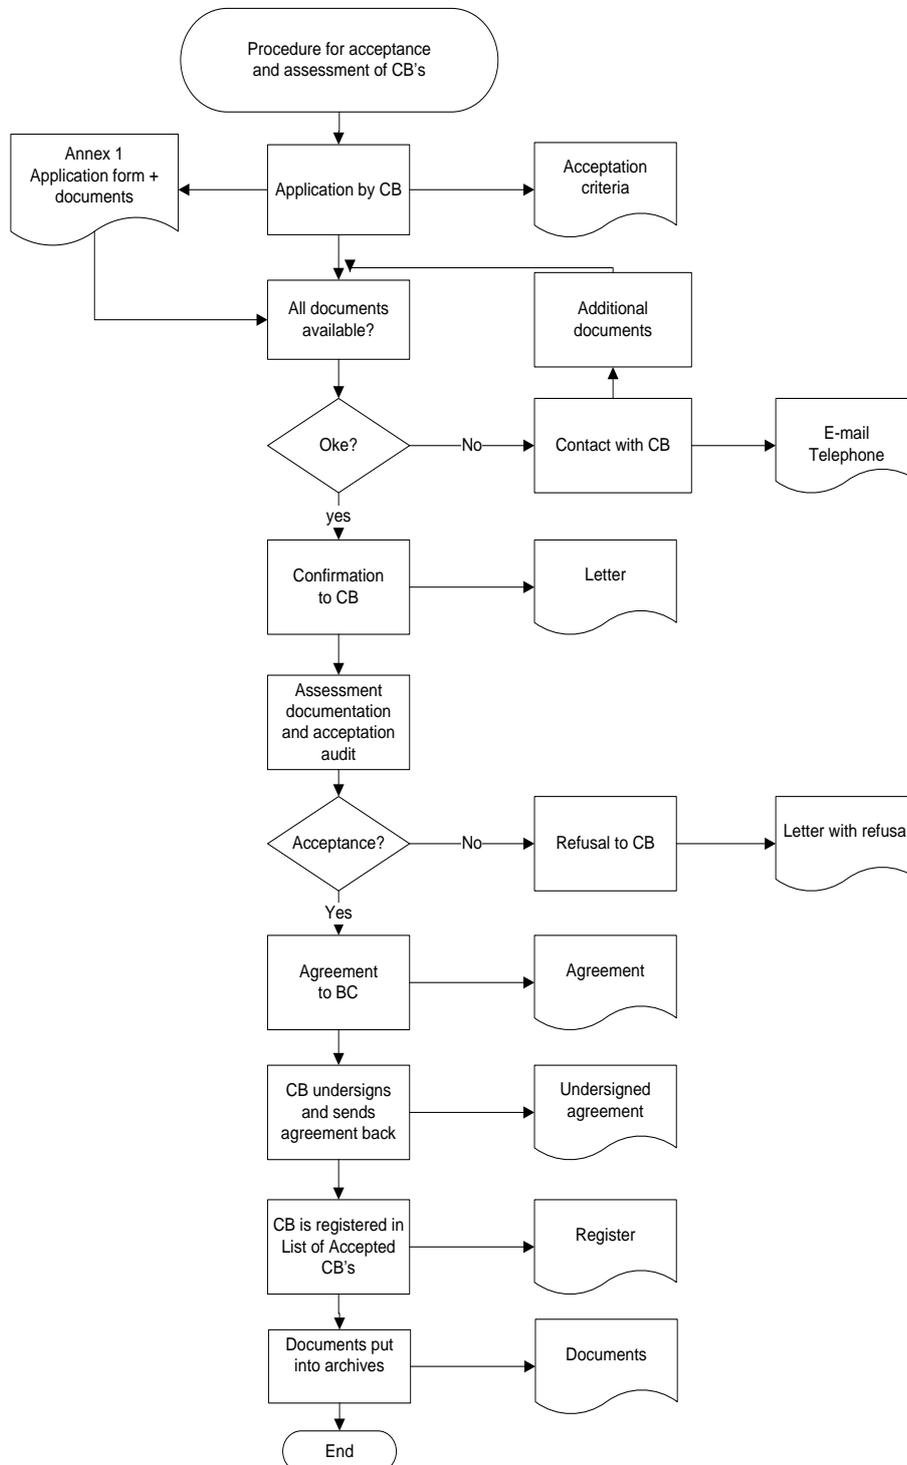 Procedure for acceptance
and assessment of CB's
Annex 1
Application form +
documents
Application by CB
Acceptation
criteria
All documents
available?
Additional
documents
Oke?
No
Contact with CB
E-mail
Telephone
yes
Confirmation
to CB
Letter
Assessment
documentation
and acceptation
audit
Acceptance?
No
Refusal to CB
Letter with refusa
Yes
Agreement
to BC
Agreement
CB undersigns
and sends
agreement back
Undersigned
agreement
CB is registered in
List of Accepted
CB's
Register
Documents put
into archives
Documents
End